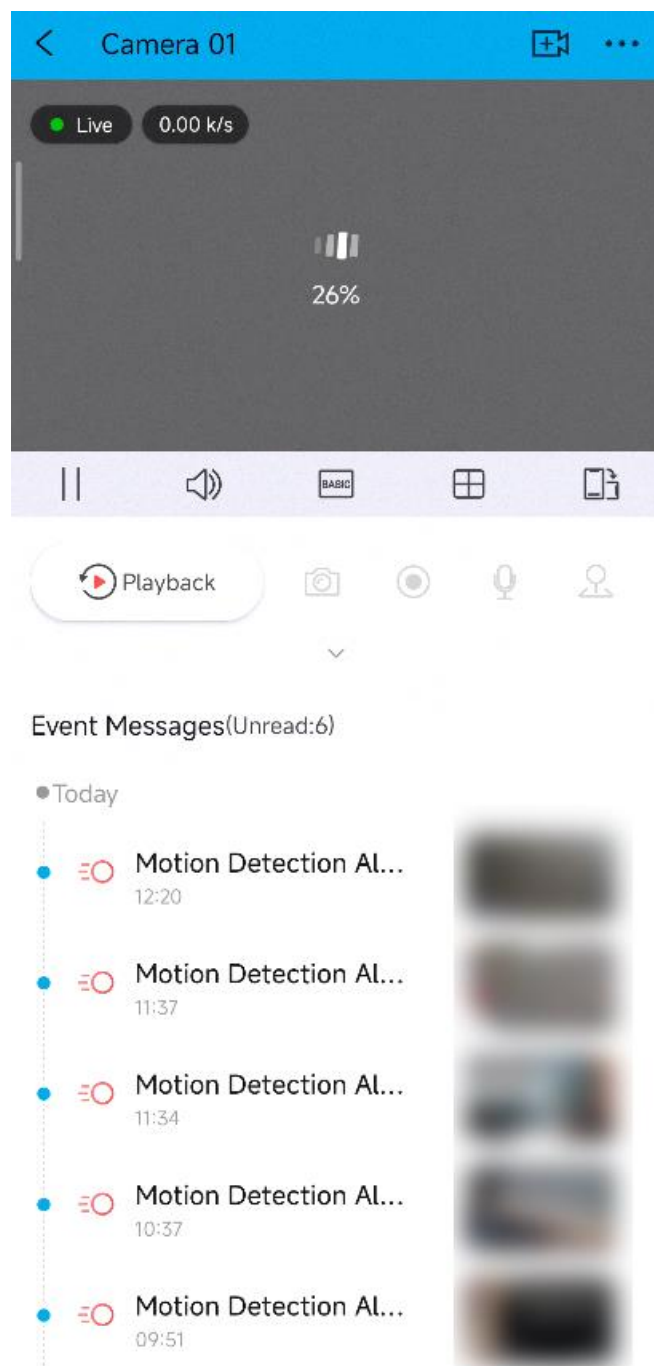 Camera 01
Live 0.00 k/s
26%
BASIC
Playback
Event Messages(Unread:6)
Today
Motion Detection Al...
12:20
Motion Detection Al...
11:37
Motion Detection Al...
11:34
Motion Detection Al...
10:37
Motion Detection Al...
09:51